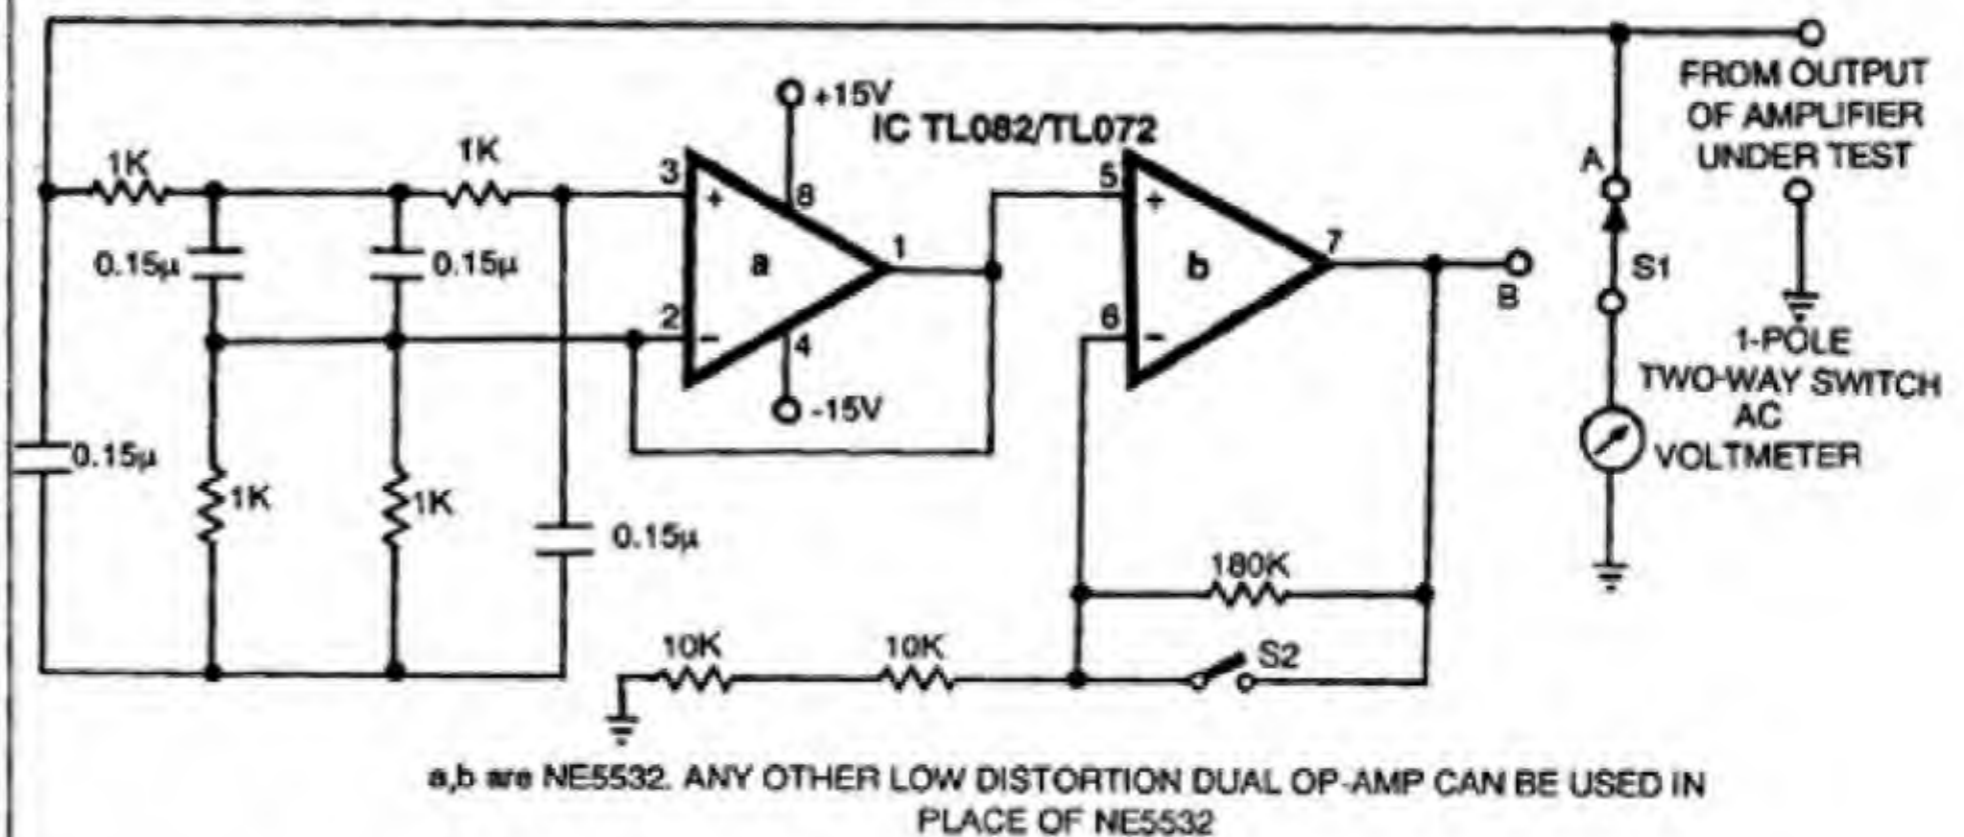 FROM OUTPUT
OF AMPLIFIER
UNDER TEST
+15V
IC TL082/TL072
1K
1K
3
+
8
a
1
2
-
4
-15V
5
+
b
7
6
-
B
A
S1
1-POLE
TWO-WAY SWITCH
AC
VOLTMETER
0.15µ
0.15µ
0.15µ
1K
1K
0.15µ
180K
10K
10K
S2
a,b are NE5532. ANY OTHER LOW DISTORTION DUAL OP-AMP CAN BE USED IN
PLACE OF NE5532